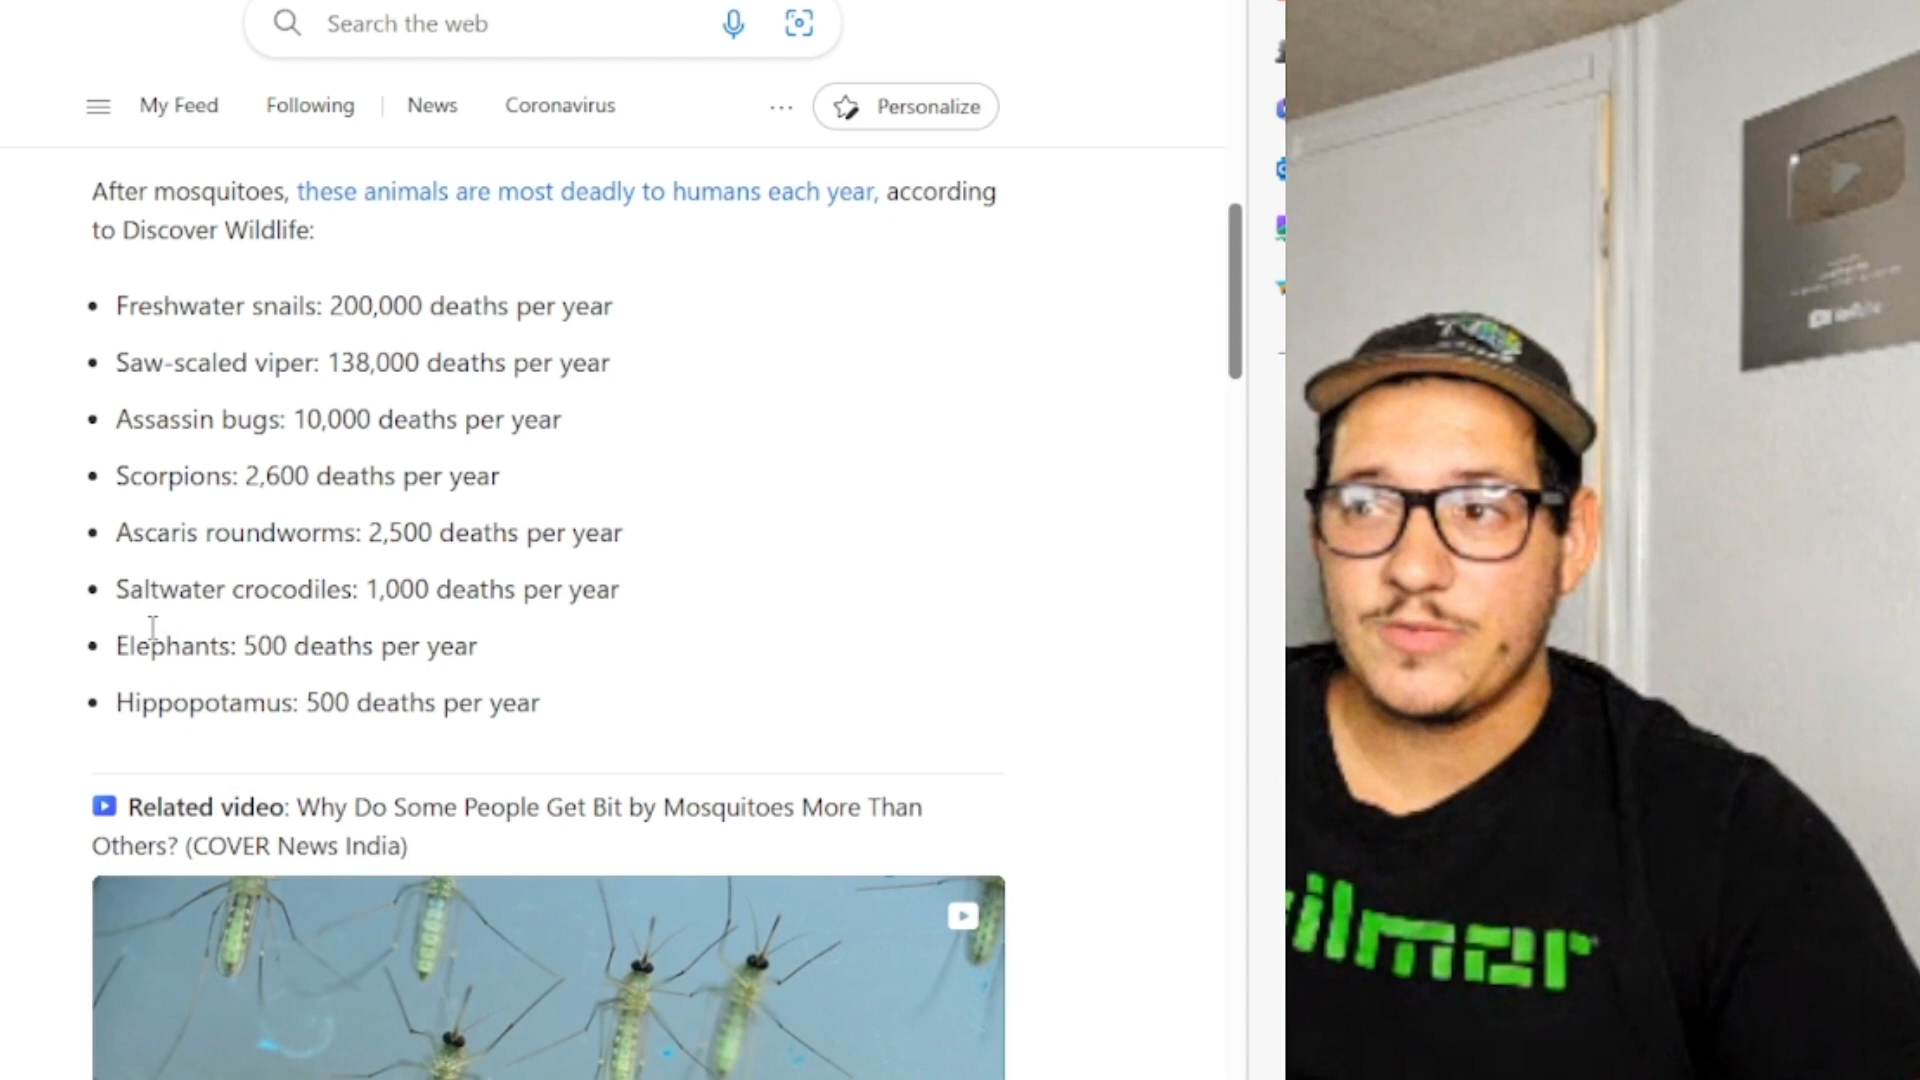 Search the web
My Feed
Following
News
Coronavirus
Personalize
After mosquitoes, these animals are most deadly to humans each year, according
to Discover Wildlife:
Freshwater snails: 200,000 deaths per year
Saw-scaled viper: 138,000 deaths per year
Assassin bugs: 10,000 deaths per year
Scorpions: 2,600 deaths per year
Ascaris roundworms: 2,500 deaths per year
Saltwater crocodiles: 1,000 deaths per year
Elephants: 500 deaths per year
Hippopotamus: 500 deaths per year
Related video: Why Do Some People Get Bit by Mosquitoes More Than
Others? (COVER News India)
YouTube
ilmar